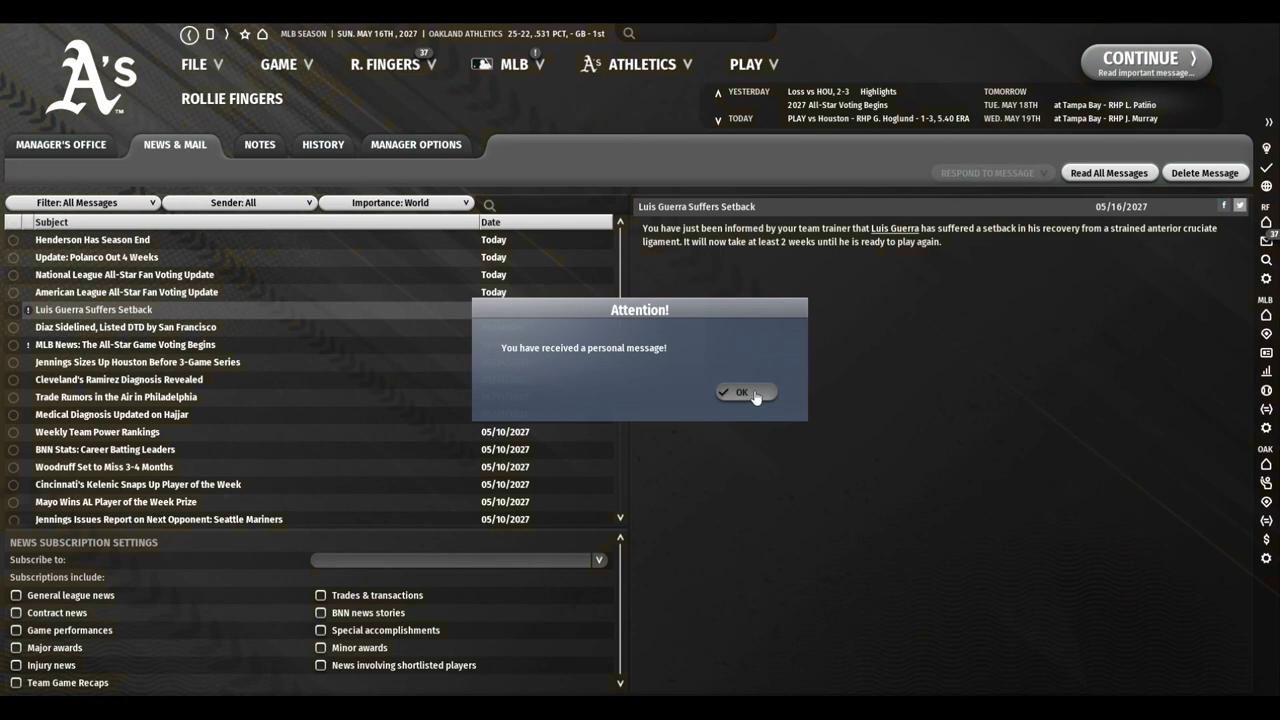 MLB SEASON | SUN. MAY 16TH , 2027 | OAKLAND ATHLETICS 25-22, .531 PCT, - GB - 1st
FILE GAME R. FINGERS 37 MLB ! A's ATHLETICS PLAY
CONTINUE
Read important message...
A's
ROLLIE FINGERS
YESTERDAY Loss vs HOU, 2-3 Highlights TOMORROW
2027 All-Star Voting Begins TUE. MAY 18TH at Tampa Bay - RHP L. Patiño
TODAY PLAY vs Houston - RHP G. Hoglund - 1-3, 5.40 ERA WED. MAY 19TH at Tampa Bay - RHP J. Murray
MANAGER'S OFFICE NEWS & MAIL NOTES HISTORY MANAGER OPTIONS
RESPOND TO MESSAGE Read All Messages Delete Message
Filter: All Messages Sender: All Importance: World
Subject Date
Henderson Has Season End Today
Update: Polanco Out 4 Weeks Today
National League All-Star Fan Voting Update Today
American League All-Star Fan Voting Update Today
! Luis Guerra Suffers Setback
Diaz Sidelined, Listed DTD by San Francisco
! MLB News: The All-Star Game Voting Begins
Jennings Sizes Up Houston Before 3-Game Series
Cleveland's Ramirez Diagnosis Revealed
Trade Rumors in the Air in Philadelphia
Medical Diagnosis Updated on Hajjar
Weekly Team Power Rankings 05/10/2027
BNN Stats: Career Batting Leaders 05/10/2027
Woodruff Set to Miss 3-4 Months 05/10/2027
Cincinnati's Kelenic Snaps Up Player of the Week 05/10/2027
Mayo Wins AL Player of the Week Prize 05/10/2027
Jennings Issues Report on Next Opponent: Seattle Mariners 05/10/2027
Luis Guerra Suffers Setback 05/16/2027
You have just been informed by your team trainer that Luis Guerra has suffered a setback in his recovery from a strained anterior cruciate
ligament. It will now take at least 2 weeks until he is ready to play again.
Attention!
You have received a personal message!
OK
NEWS SUBSCRIPTION SETTINGS
Subscribe to:
Subscriptions include:
General league news Trades & transactions
Contract news BNN news stories
Game performances Special accomplishments
Major awards Minor awards
Injury news News involving shortlisted players
Team Game Recaps
RF
37
MLB
OAK